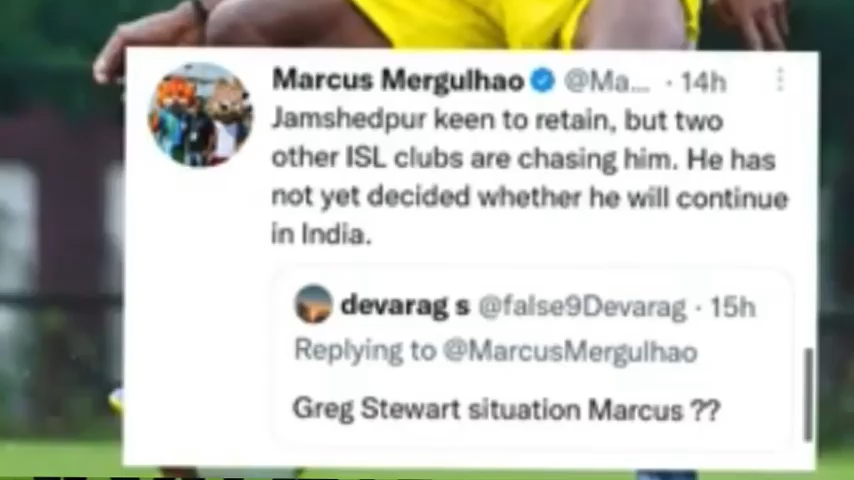 Marcus Mergulhao @Ma... · 14h
Jamshedpur keen to retain, but two
other ISL clubs are chasing him. He has
not yet decided whether he will continue
in India.
devarag s @false9Devarag · 15h
Replying to @MarcusMergulhao
Greg Stewart situation Marcus ??